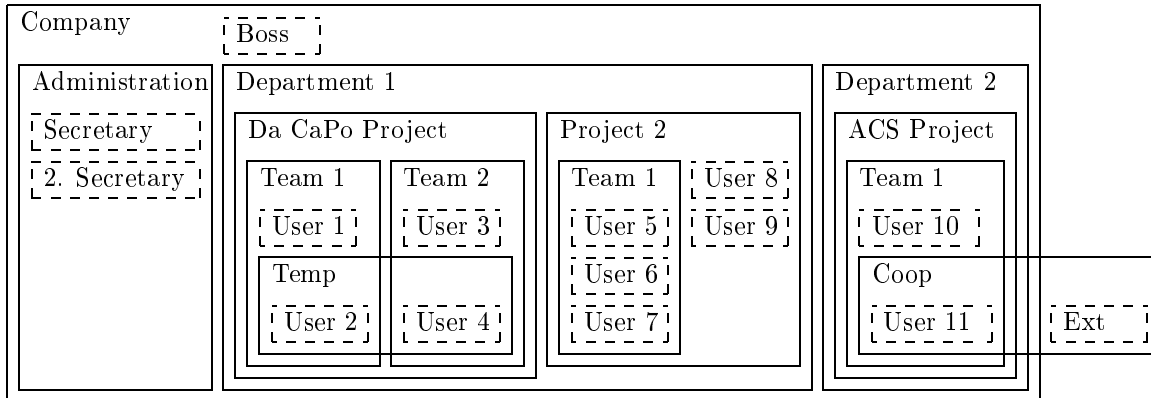 Company
Boss
Administration Department 1 Department 2
Secretary Da CaPo Project Project 2 ACS Project
2. Secretary Team 1 Team 2 Team 1 User 8 Team 1
User 1 User 3 User 5 User 9 User 10
Temp User 6 Coop
User 2 User 4 User 7 User 11 Ext